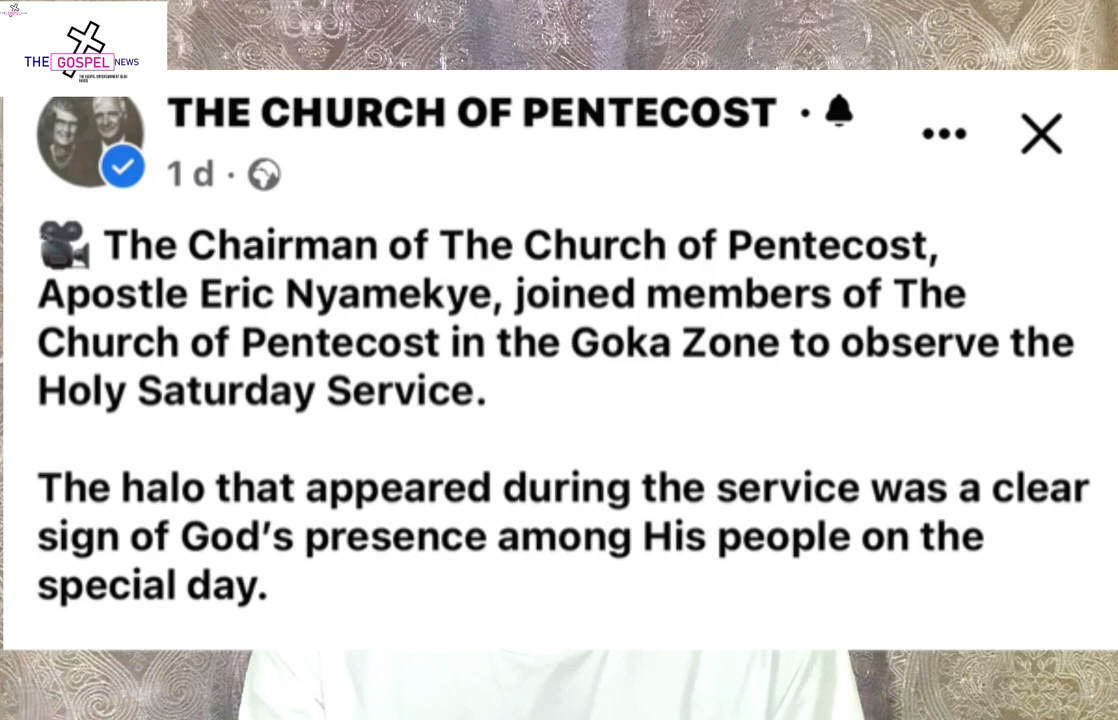 THE GOSPEL NEWS
THE CHURCH OF PENTECOST ·
1 d ·
The Chairman of The Church of Pentecost,
Apostle Eric Nyamekye, joined members of The
Church of Pentecost in the Goka Zone to observe the
Holy Saturday Service.
The halo that appeared during the service was a clear
sign of God’s presence among His people on the
special day.